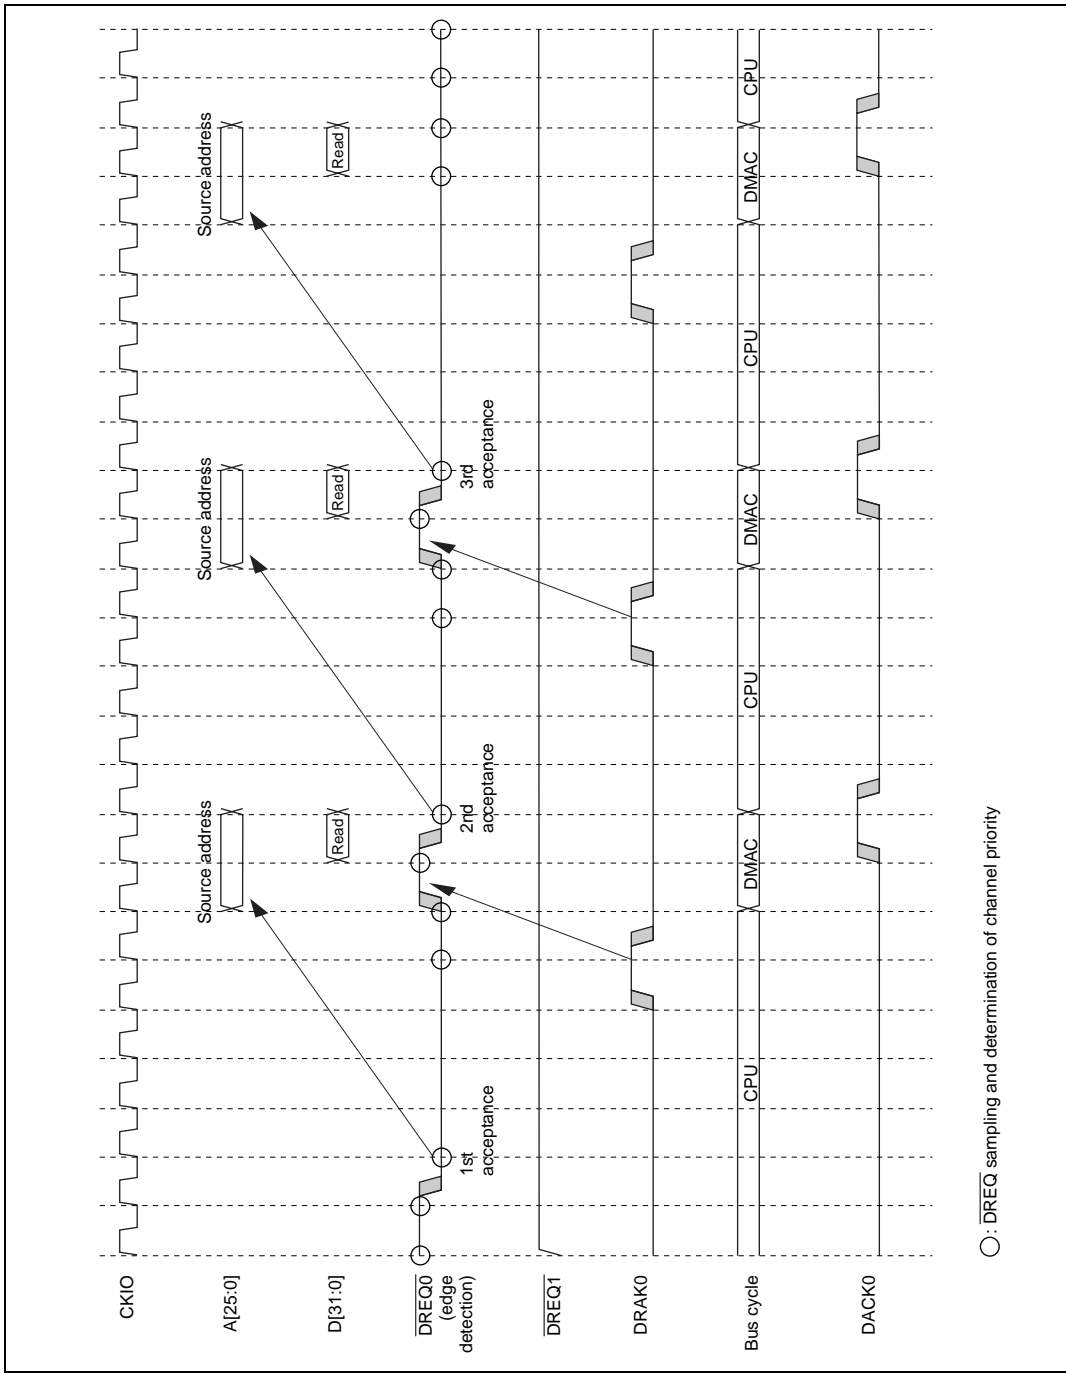 CKIO
Source address
Source address
Source address
A[25:0]
Read
Read
Read
D[31:0]
DREQ0
(edge
detection)
1st
acceptance
2nd
acceptance
3rd
acceptance
DREQ1
DRAK0
Bus cycle
CPU
DMAC
CPU
DMAC
CPU
DMAC
CPU
DACK0
: DREQ sampling and determination of channel priority